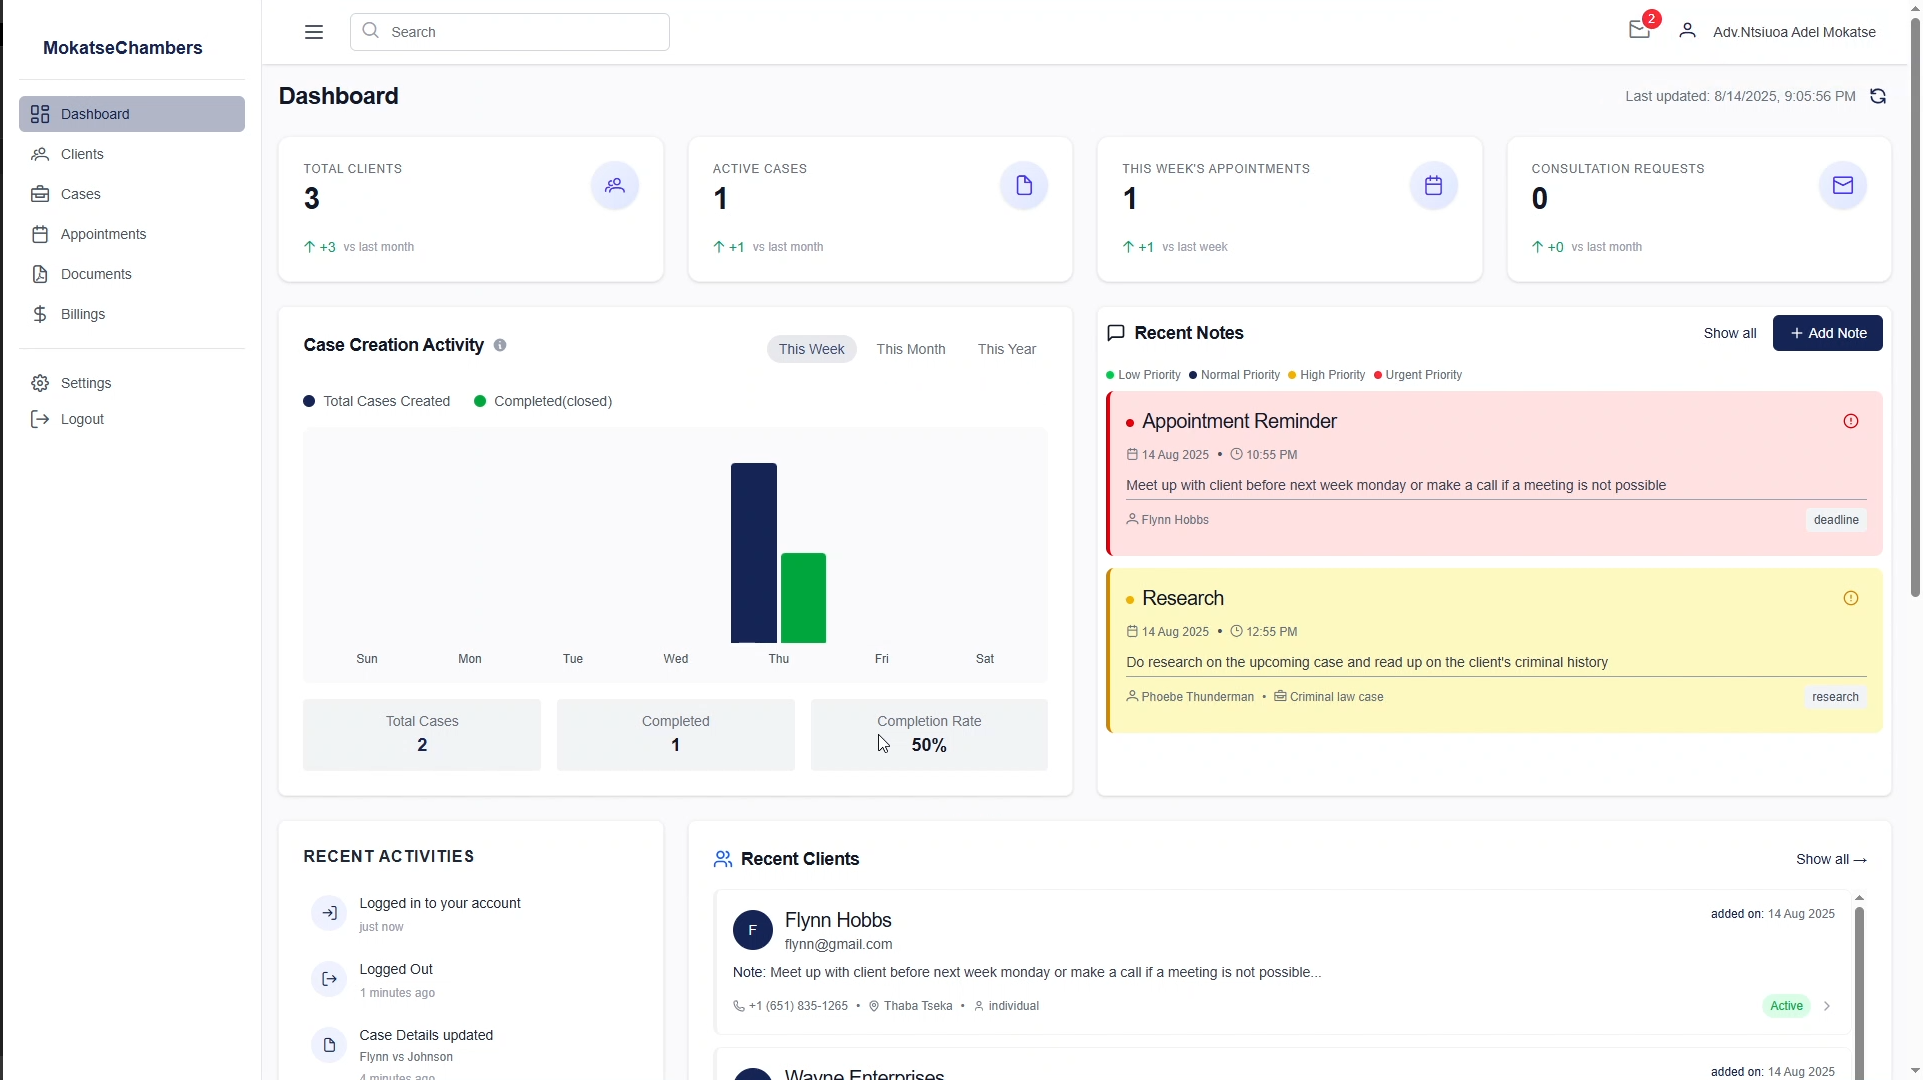 MokatseChambers
Dashboard
Clients
Cases
Appointments
Documents
Billings
Settings
Logout
Search
2
Adv.Ntsiuoa Adel Mokatse
Dashboard
Last updated: 8/14/2025, 9:05:56 PM
TOTAL CLIENTS
3
+3 vs last month
ACTIVE CASES
1
+1 vs last month
THIS WEEK'S APPOINTMENTS
1
+1 vs last week
CONSULTATION REQUESTS
0
+0 vs last month
Case Creation Activity
This Week This Month This Year
Total Cases Created Completed(closed)
Sun Mon Tue Wed Thu Fri Sat
Total Cases
2
Completed
1
Completion Rate
50%
Recent Notes
Show all
+ Add Note
Low Priority Normal Priority High Priority Urgent Priority
Appointment Reminder
14 Aug 2025 • 10:55 PM
Meet up with client before next week monday or make a call if a meeting is not possible
Flynn Hobbs
deadline
Research
14 Aug 2025 • 12:55 PM
Do research on the upcoming case and read up on the client's criminal history
Phoebe Thunderman • Criminal law case
research
RECENT ACTIVITIES
Logged in to your account
just now
Logged Out
1 minutes ago
Case Details updated
Flynn vs Johnson
4 minutes ago
Recent Clients
Show all →
F
Flynn Hobbs
flynn@gmail.com
added on: 14 Aug 2025
Note: Meet up with client before next week monday or make a call if a meeting is not possible...
+1 (651) 835-1265 • Thaba Tseka • individual
Active
Wayne Enterprises
added on: 14 Aug 2025